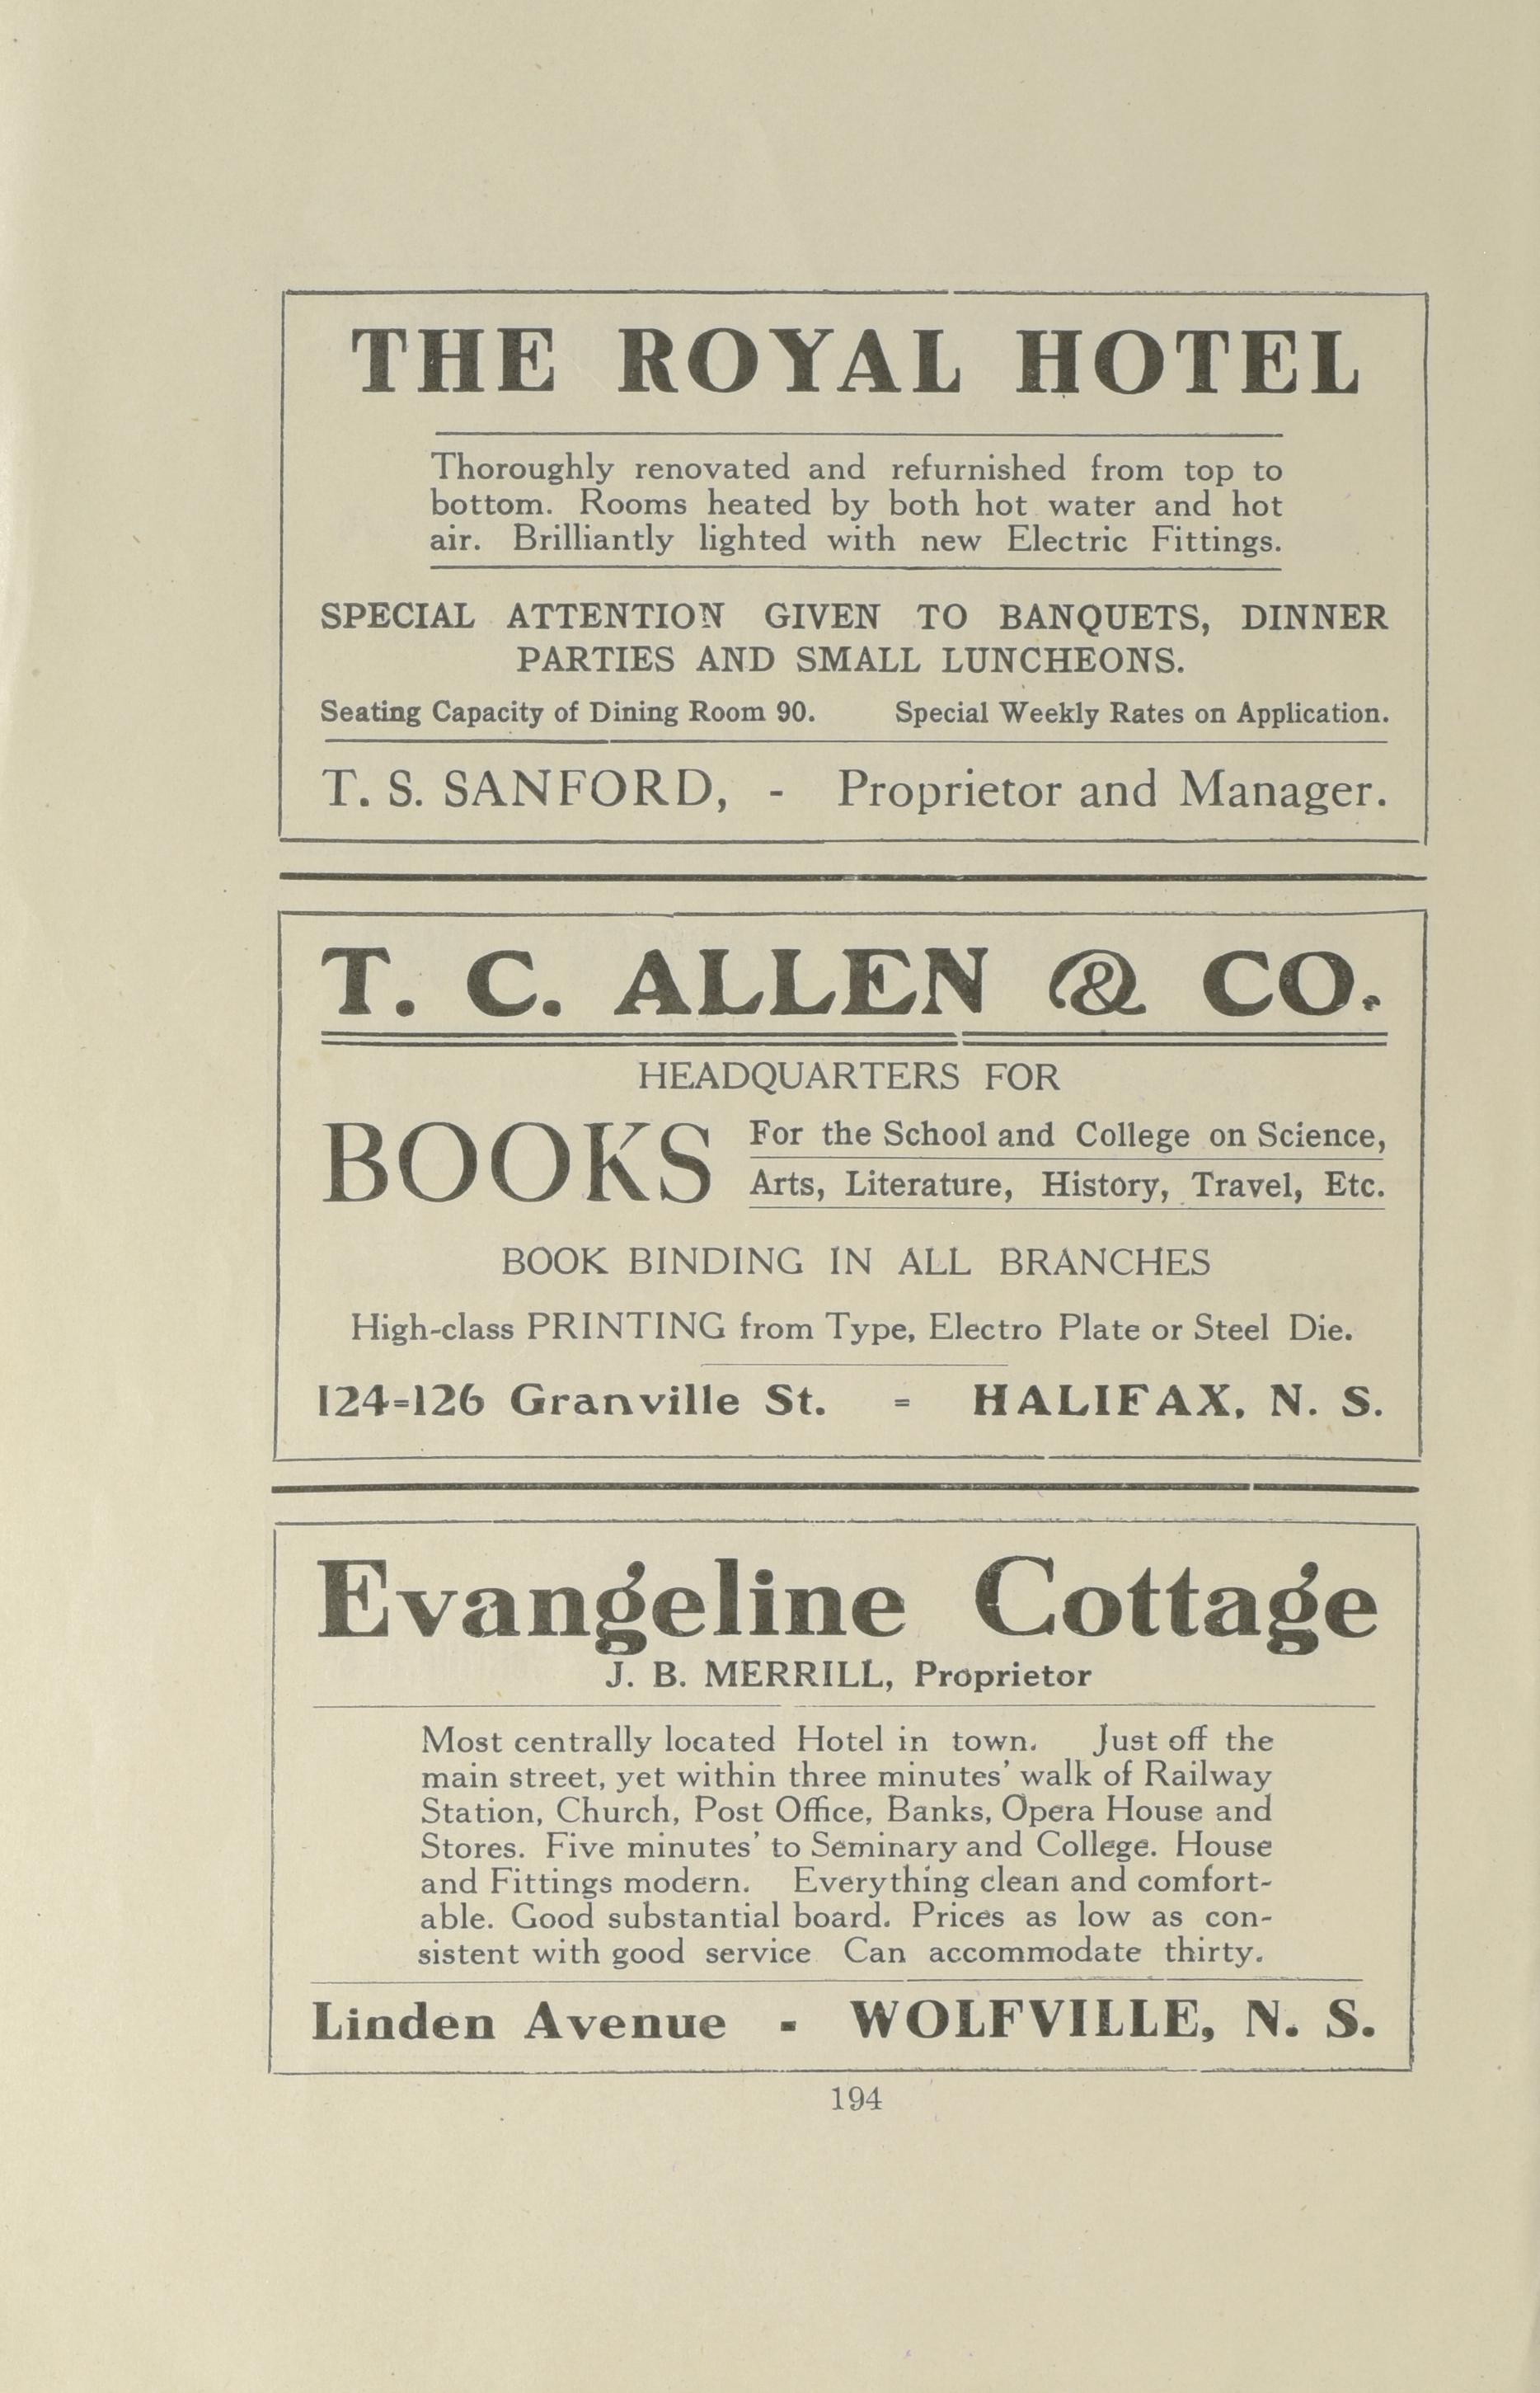 THE ROYAL HOTEL
Thoroughly renovated and refurnished from top to
bottom. Rooms heated by both hot water and hot
air. Brilliantly lighted with new Electric Fittings.
SPECIAL ATTENTION GIVEN TO BANQUETS, DINNER
PARTIES AND SMALL LUNCHEONS.
Seating Capacity of Dining Room 90. Special Weekly Rates on Application.
T. S. SANFORD, - Proprietor and Manager.
T. C. ALLEN & CO.
HEADQUARTERS FOR
BOOKS
For the School and College on Science,
Arts, Literature, History, Travel, Etc.
BOOK BINDING IN ALL BRANCHES
High-class PRINTING from Type, Electro Plate or Steel Die.
124=126 Granville St. = HALIFAX, N. S.
Evangeline Cottage
J. B. MERRILL, Proprietor
Most centrally located Hotel in town. Just off the
main street, yet within three minutes' walk of Railway
Station, Church, Post Office, Banks, Opera House and
Stores. Five minutes' to Seminary and College. House
and Fittings modern. Everything clean and comfort-
able. Good substantial board. Prices as low as con-
sistent with good service Can accommodate thirty.
Linden Avenue - WOLFVILLE, N. S.
194